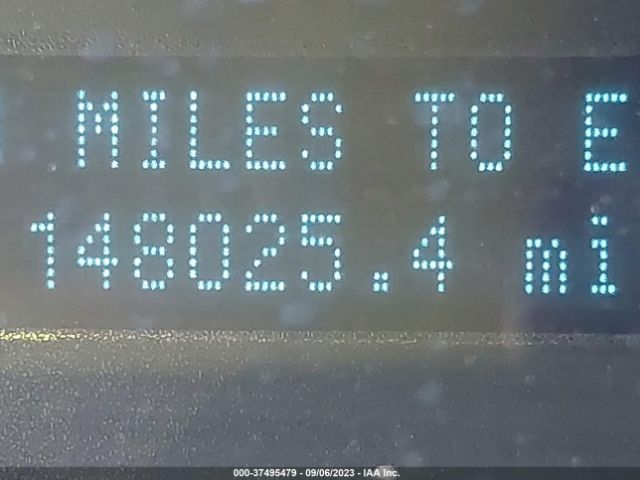 MILES TO E
148025.4 mi
000-37495479 - 09/06/2023 - IAA Inc.